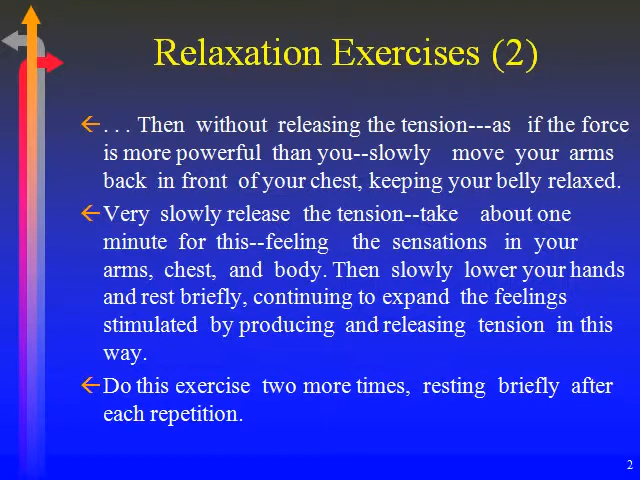 Relaxation Exercises (2)
. . . Then without releasing the tension---as if the force
is more powerful than you--slowly move your arms
back in front of your chest, keeping your belly relaxed.
Very slowly release the tension--take about one
minute for this--feeling the sensations in your
arms, chest, and body. Then slowly lower your hands
and rest briefly, continuing to expand the feelings
stimulated by producing and releasing tension in this
way.
Do this exercise two more times, resting briefly after
each repetition.
2